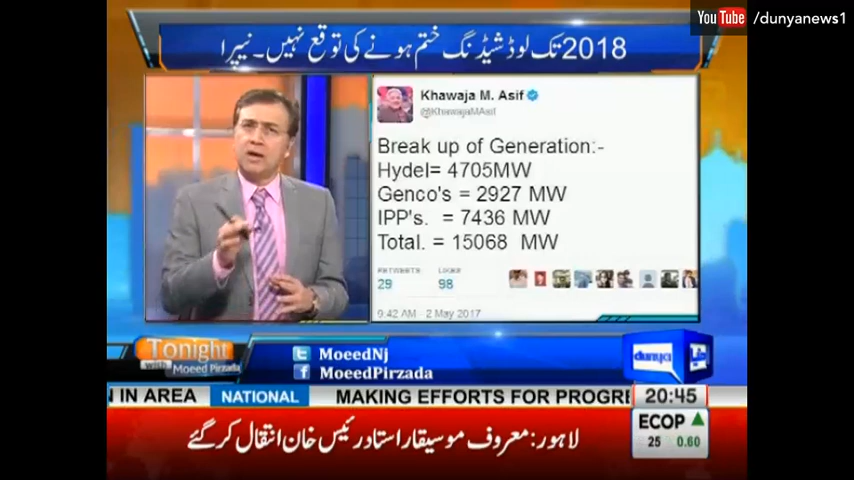 You Tube /dunyanews1
2018 تک لوڈشیڈنگ ختم ہونے کی توقع نہیں۔ نیپرا
Khawaja M. Asif
@KhawajaMAsif
Break up of Generation:-
Hydel= 4705MW
Genco's = 2927 MW
IPP's. = 7436 MW
Total. = 15068 MW
RETWEETS LIKES
29 98
9:42 AM - 2 May 2017
Tonight
with Moeed Pirzada
MoeedNj
MoeedPirzada
dunya دنیا
N IN AREA NATIONAL MAKING EFFORTS FOR PROGRE
20:45
ECOP
25 0.60
لاہور: معروف موسیقار استاد رئیس خان انتقال کر گئے